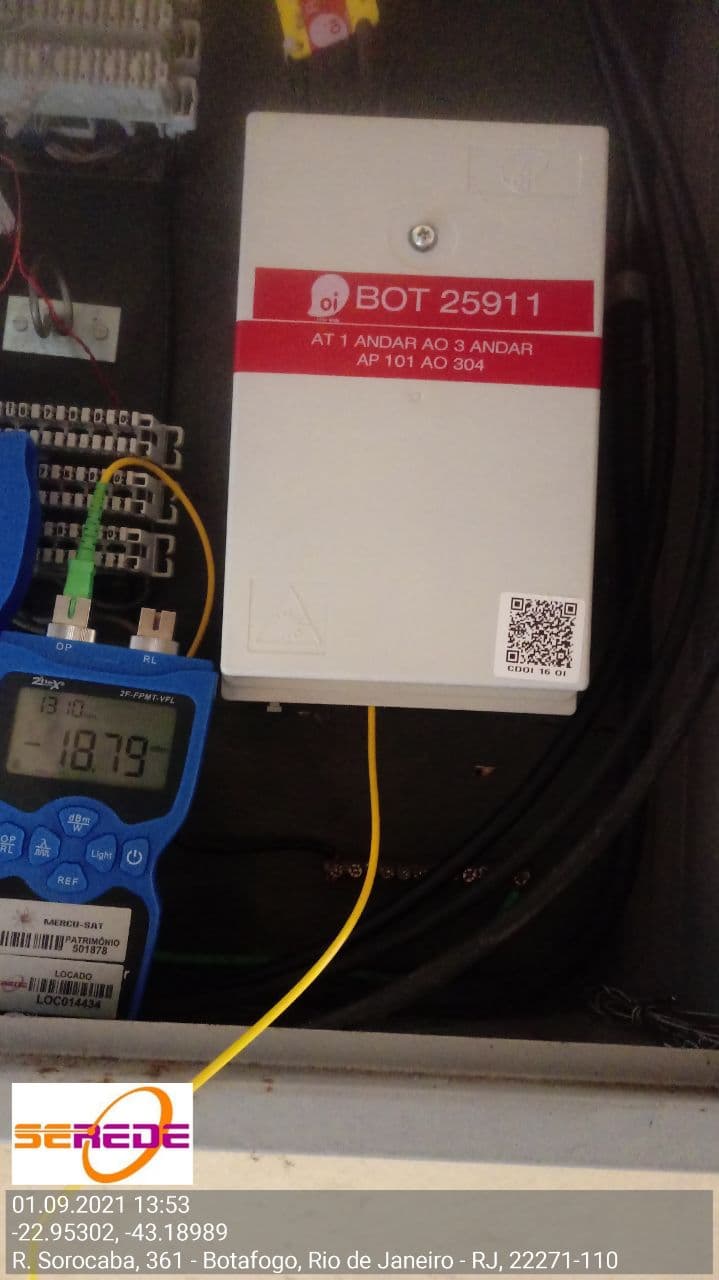 oi BOT 25911
AT 1 ANDAR AO 3 ANDAR
AP 101 AO 304
CDOI 16 OI
OP
RL
2F-FPMT-VFL
1310
-18.79
dBm
W
OP
RL
λ
Light
REF
MERCU-SAT
PATRIMÔNIO
501878
LOCADO
SEREDE
LOC014434
SEREDE
01.09.2021 13:53
-22.95302, -43.18989
R. Sorocaba, 361 - Botafogo, Rio de Janeiro - RJ, 22271-110